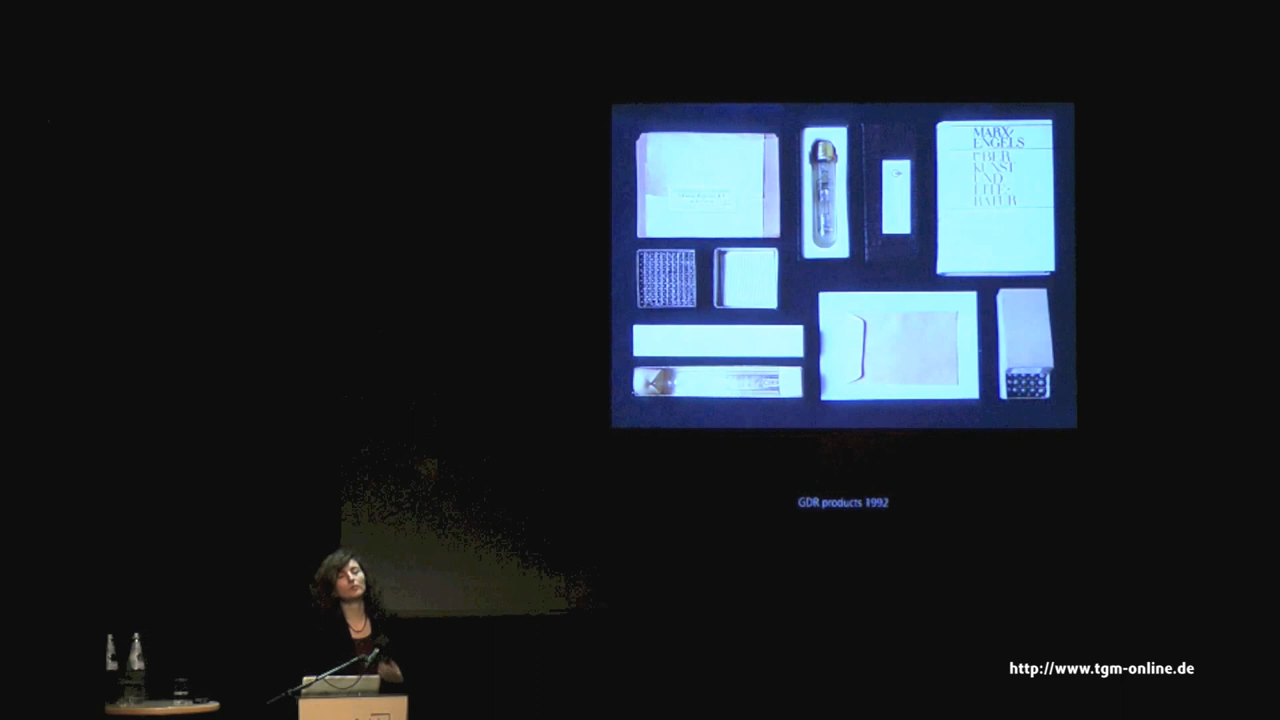 MARX/
ENGELS
ÜBER
KUNST
UND
LITE-
RATUR
GDR products 1992
http://www.tgm-online.de